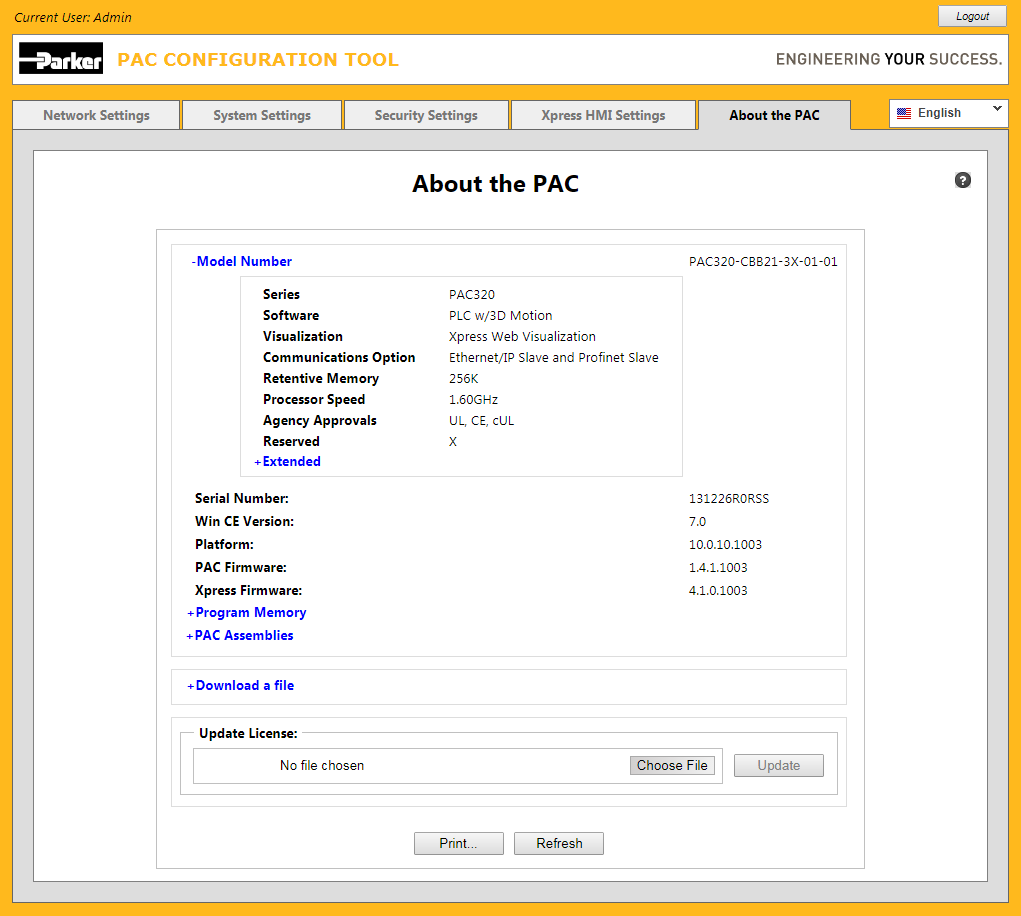 Current User: Admin
Logout
Parker
PAC CONFIGURATION TOOL
ENGINEERING YOUR SUCCESS.
Network Settings
System Settings
Security Settings
Xpress HMI Settings
About the PAC
English
About the PAC
?
-Model Number PAC320-CBB21-3X-01-01
Series PAC320
Software PLC w/3D Motion
Visualization Xpress Web Visualization
Communications Option Ethernet/IP Slave and Profinet Slave
Retentive Memory 256K
Processor Speed 1.60GHz
Agency Approvals UL, CE, cUL
Reserved X
+Extended
Serial Number: 131226R0RSS
Win CE Version: 7.0
Platform: 10.0.10.1003
PAC Firmware: 1.4.1.1003
Xpress Firmware: 4.1.0.1003
+Program Memory
+PAC Assemblies
+Download a file
Update License:
No file chosen Choose File Update
Print... Refresh